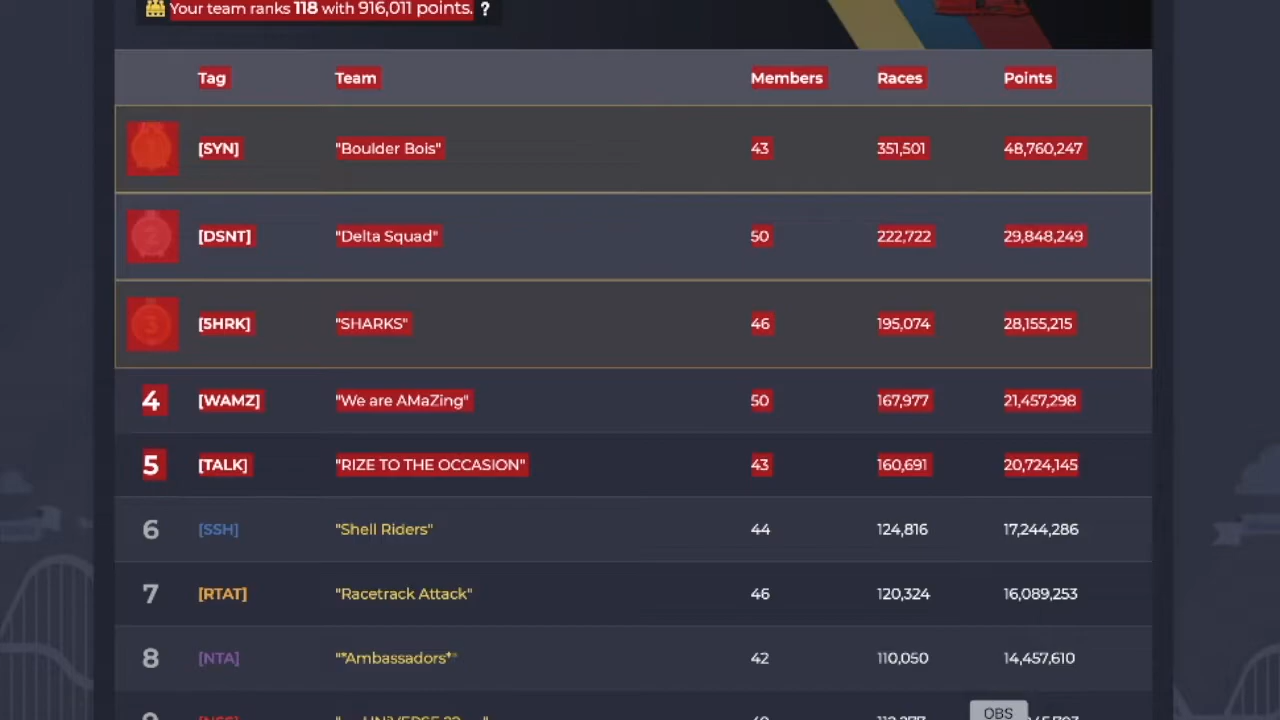 Your team ranks 118 with 916,011 points. ?
Tag Team Members Races Points
[SYN] "Boulder Bois" 43 351,501 48,760,247
2 [DSNT] "Delta Squad" 50 222,722 29,848,249
3 [5HRK] "SHARKS" 46 195,074 28,155,215
4 [WAMZ] "We are AMaZing" 50 167,977 21,457,298
5 [TALK] "RIZE TO THE OCCASION" 43 160,691 20,724,145
6 [SSH] "Shell Riders" 44 124,816 17,244,286
7 [RTAT] "Racetrack Attack" 46 120,324 16,089,253
8 [NTA] "*Ambassadors*" 42 110,050 14,457,610
OBS